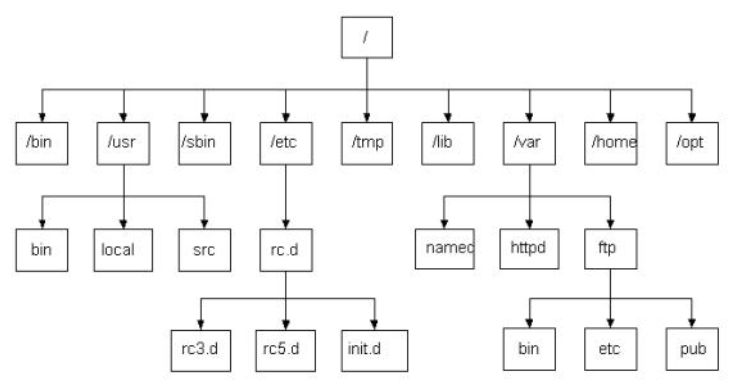 /
/bin
/usr
/sbin
/etc
/tmp
/lib
/var
/home
/opt
bin
local
src
rc.d
named
httpd
ftp
rc3.d
rc5.d
init.d
bin
etc
pub